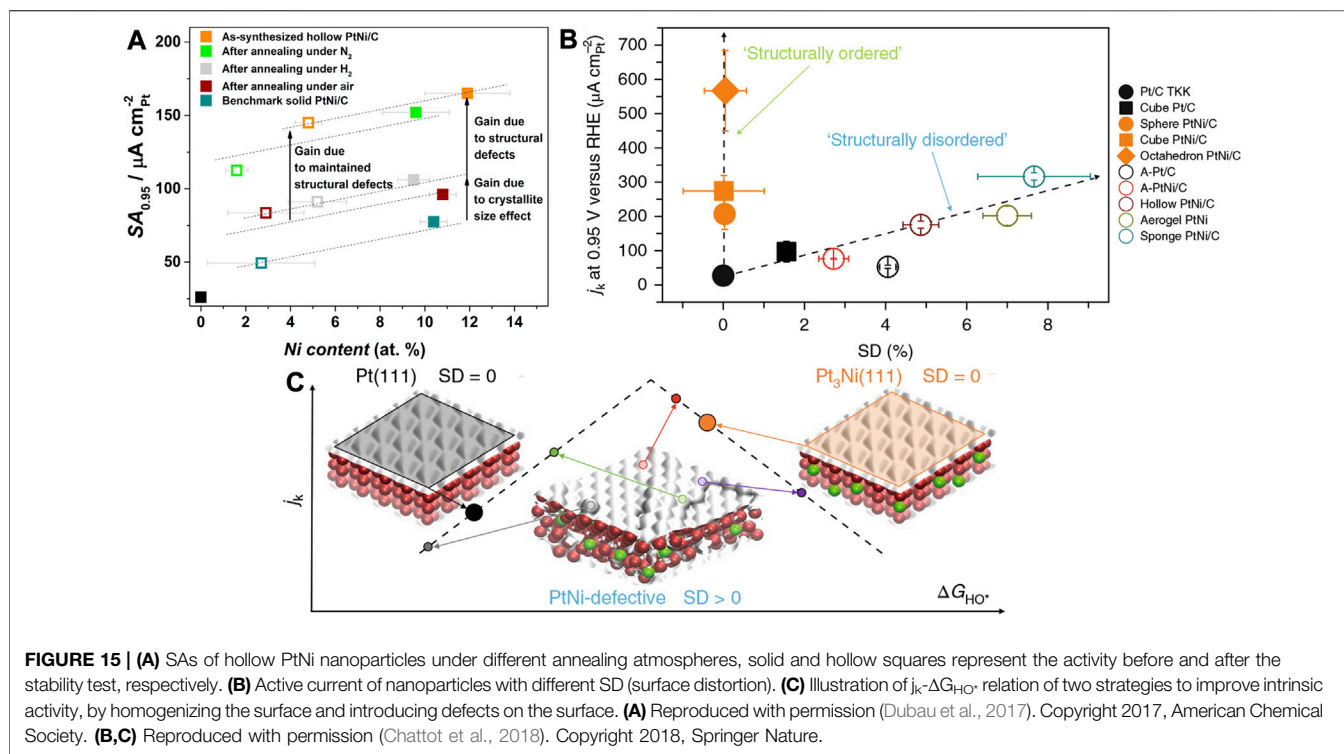 A
SA0.95 / μA cm⁻²Pt
200
150
100
50
As-synthesized hollow PtNi/C
After annealing under N₂
After annealing under H₂
After annealing under air
Benchmark solid PtNi/C
Gain due
to maintained
structural defects
Gain due
to structural
defects
Gain due
to crystallite
size effect
0 2 4 6 8 10 12 14
Ni content (at. %)
B
jk at 0.95 V versus RHE (μA cm⁻²Pt)
700
600
500
400
300
200
100
0
'Structurally ordered'
'Structurally disordered'
0 2 4 6 8
SD (%)
Pt/C TKK
Cube Pt/C
Sphere PtNi/C
Cube PtNi/C
Octahedron PtNi/C
A-Pt/C
A-PtNi/C
Hollow PtNi/C
Aerogel PtNi
Sponge PtNi/C
C
Pt(111) SD = 0
Pt₃Ni(111) SD = 0
jk
PtNi-defective SD > 0
ΔGHO*
FIGURE 15 | (A) SAs of hollow PtNi nanoparticles under different annealing atmospheres, solid and hollow squares represent the activity before and after the
stability test, respectively. (B) Active current of nanoparticles with different SD (surface distortion). (C) Illustration of jk-ΔGHO* relation of two strategies to improve intrinsic
activity, by homogenizing the surface and introducing defects on the surface. (A) Reproduced with permission (Dubau et al., 2017). Copyright 2017, American Chemical
Society. (B,C) Reproduced with permission (Chattot et al., 2018). Copyright 2018, Springer Nature.